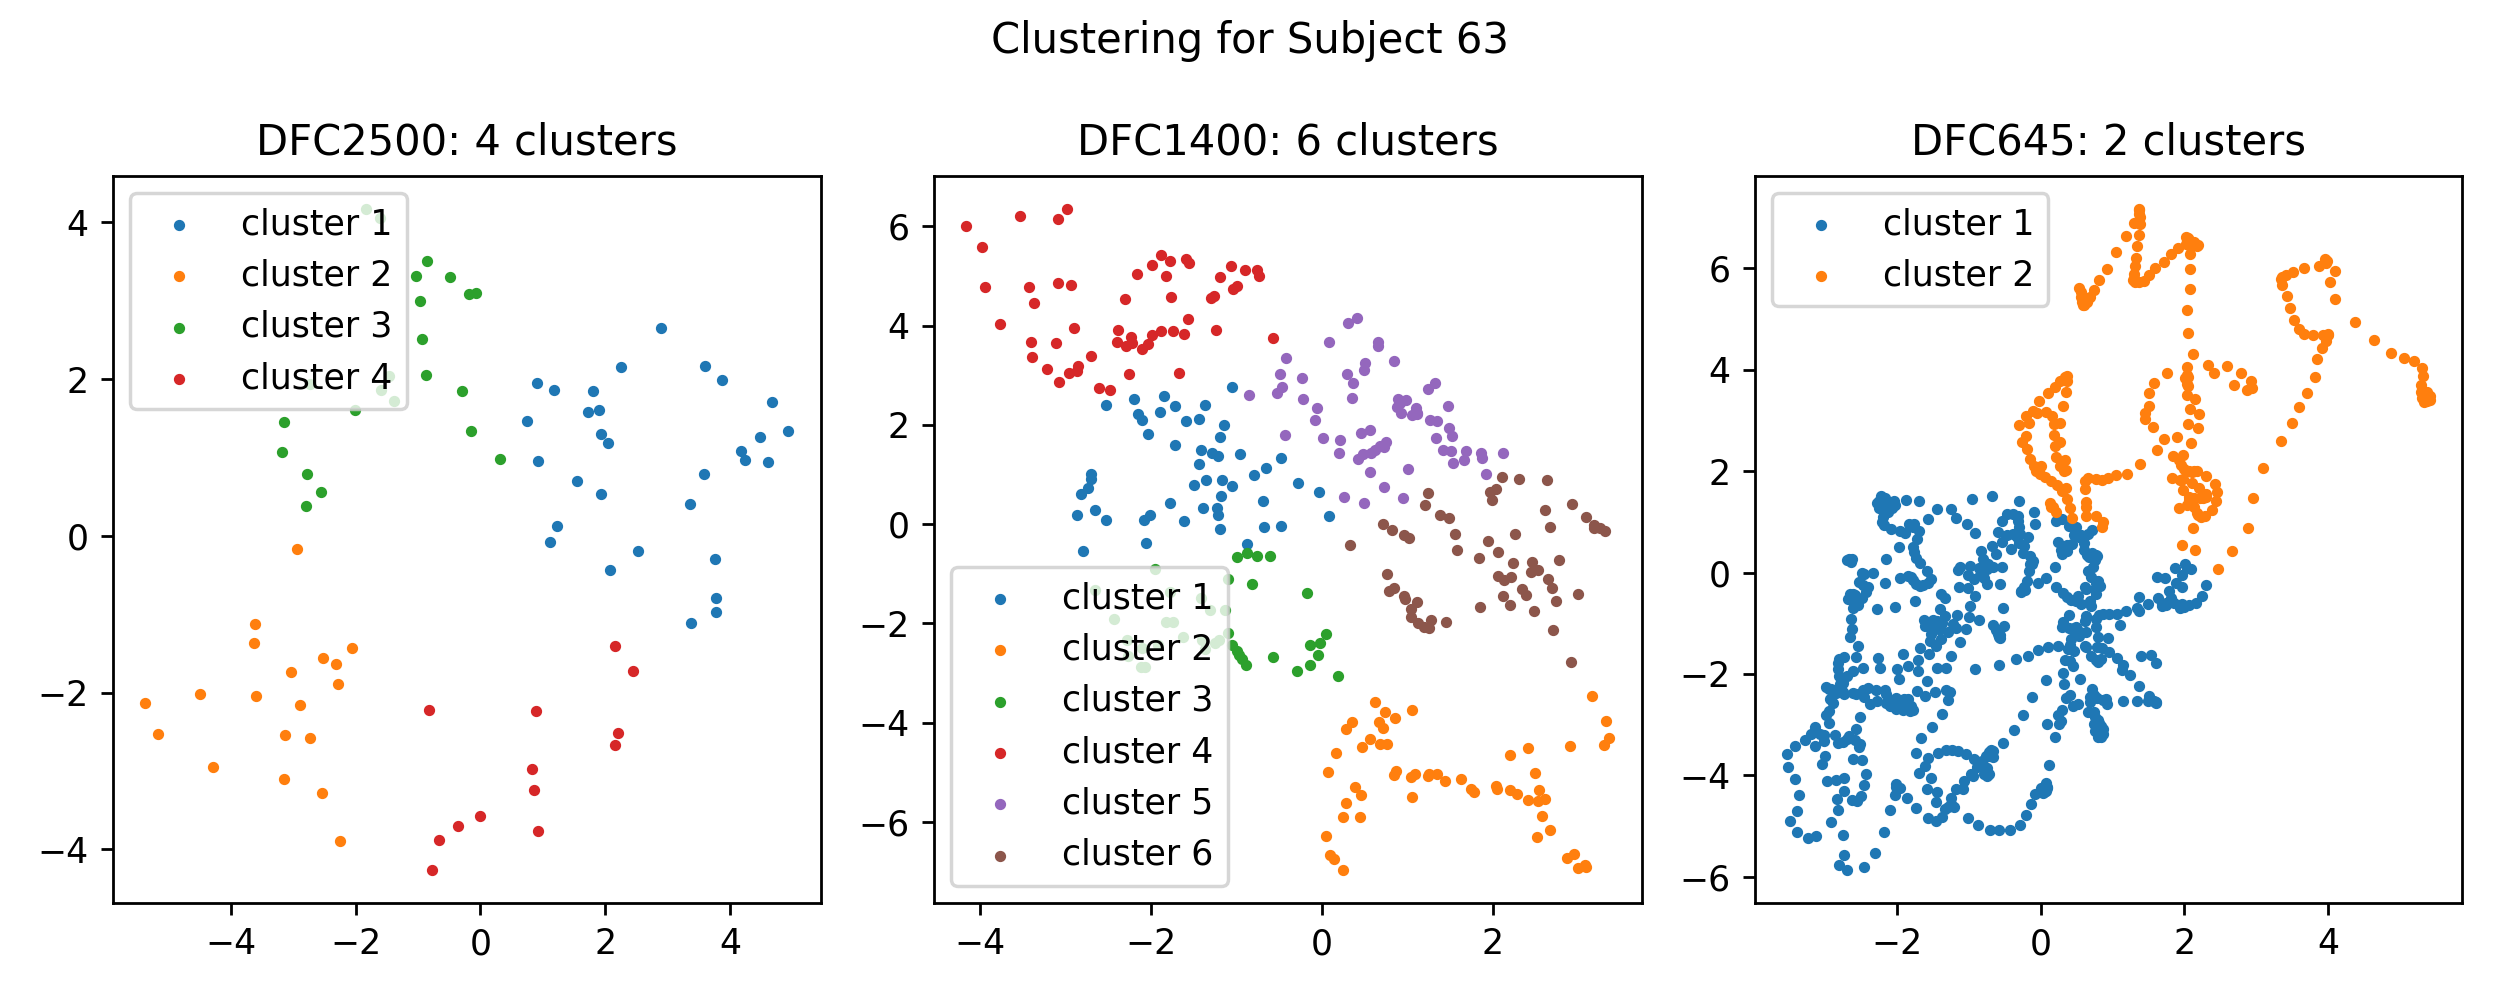 Clustering for Subject 63
DFC2500: 4 clusters
cluster 1
cluster 2
cluster 3
cluster 4
4
2
0
−2
−4
−4
−2
0
2
4
DFC1400: 6 clusters
6
4
2
0
−2
−4
−6
cluster 1
cluster 2
cluster 3
cluster 4
cluster 5
cluster 6
−4
−2
0
2
DFC645: 2 clusters
cluster 1
cluster 2
6
4
2
0
−2
−4
−6
−2
0
2
4